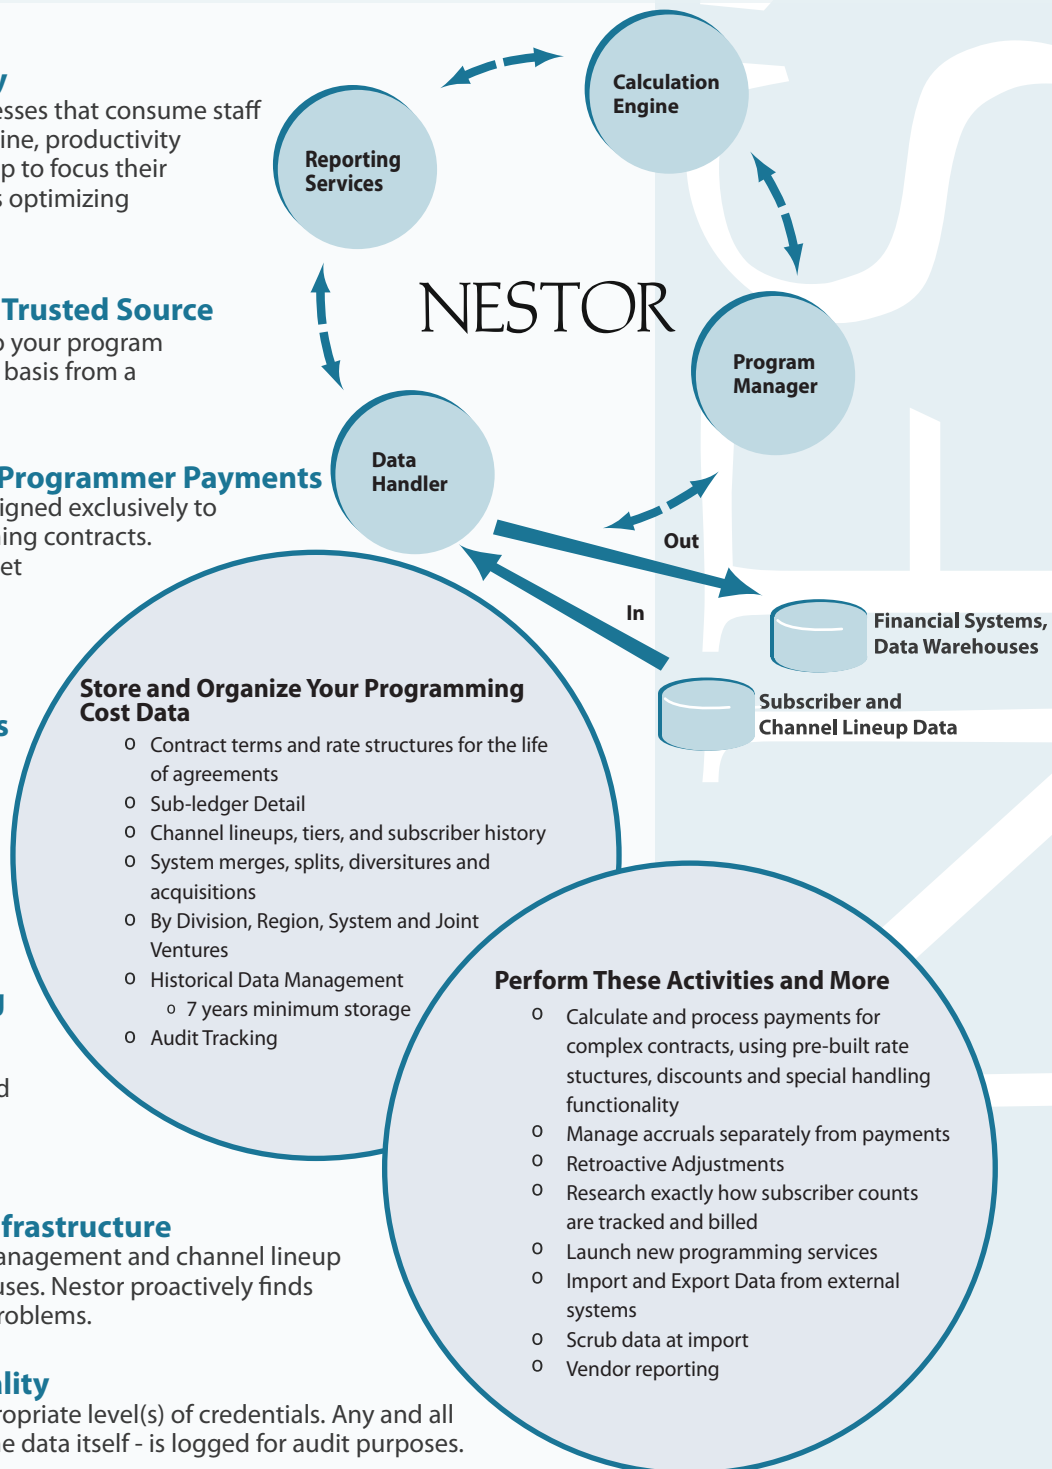 y
esses that consume staff
ine, productivity
p to focus their
s optimizing
Trusted Source
o your program
basis from a
Programmer Payments
igned exclusively to
ning contracts.
et
s
g
d
frastructure
anagement and channel lineup
uses. Nestor proactively finds
roblems.
ality
ropriate level(s) of credentials. Any and all
ne data itself - is logged for audit purposes.
Calculation
Engine
Reporting
Services
NESTOR
Program
Manager
Data
Handler
Out
In
Financial Systems,
Data Warehouses
Subscriber and
Channel Lineup Data
Store and Organize Your Programming
Cost Data
o Contract terms and rate structures for the life
of agreements
o Sub-ledger Detail
o Channel lineups, tiers, and subscriber history
o System merges, splits, diversitures and
acquisitions
o By Division, Region, System and Joint
Ventures
o Historical Data Management
o 7 years minimum storage
o Audit Tracking
Perform These Activities and More
o Calculate and process payments for
complex contracts, using pre-built rate
stuctures, discounts and special handling
functionality
o Manage accruals separately from payments
o Retroactive Adjustments
o Research exactly how subscriber counts
are tracked and billed
o Launch new programming services
o Import and Export Data from external
systems
o Scrub data at import
o Vendor reporting